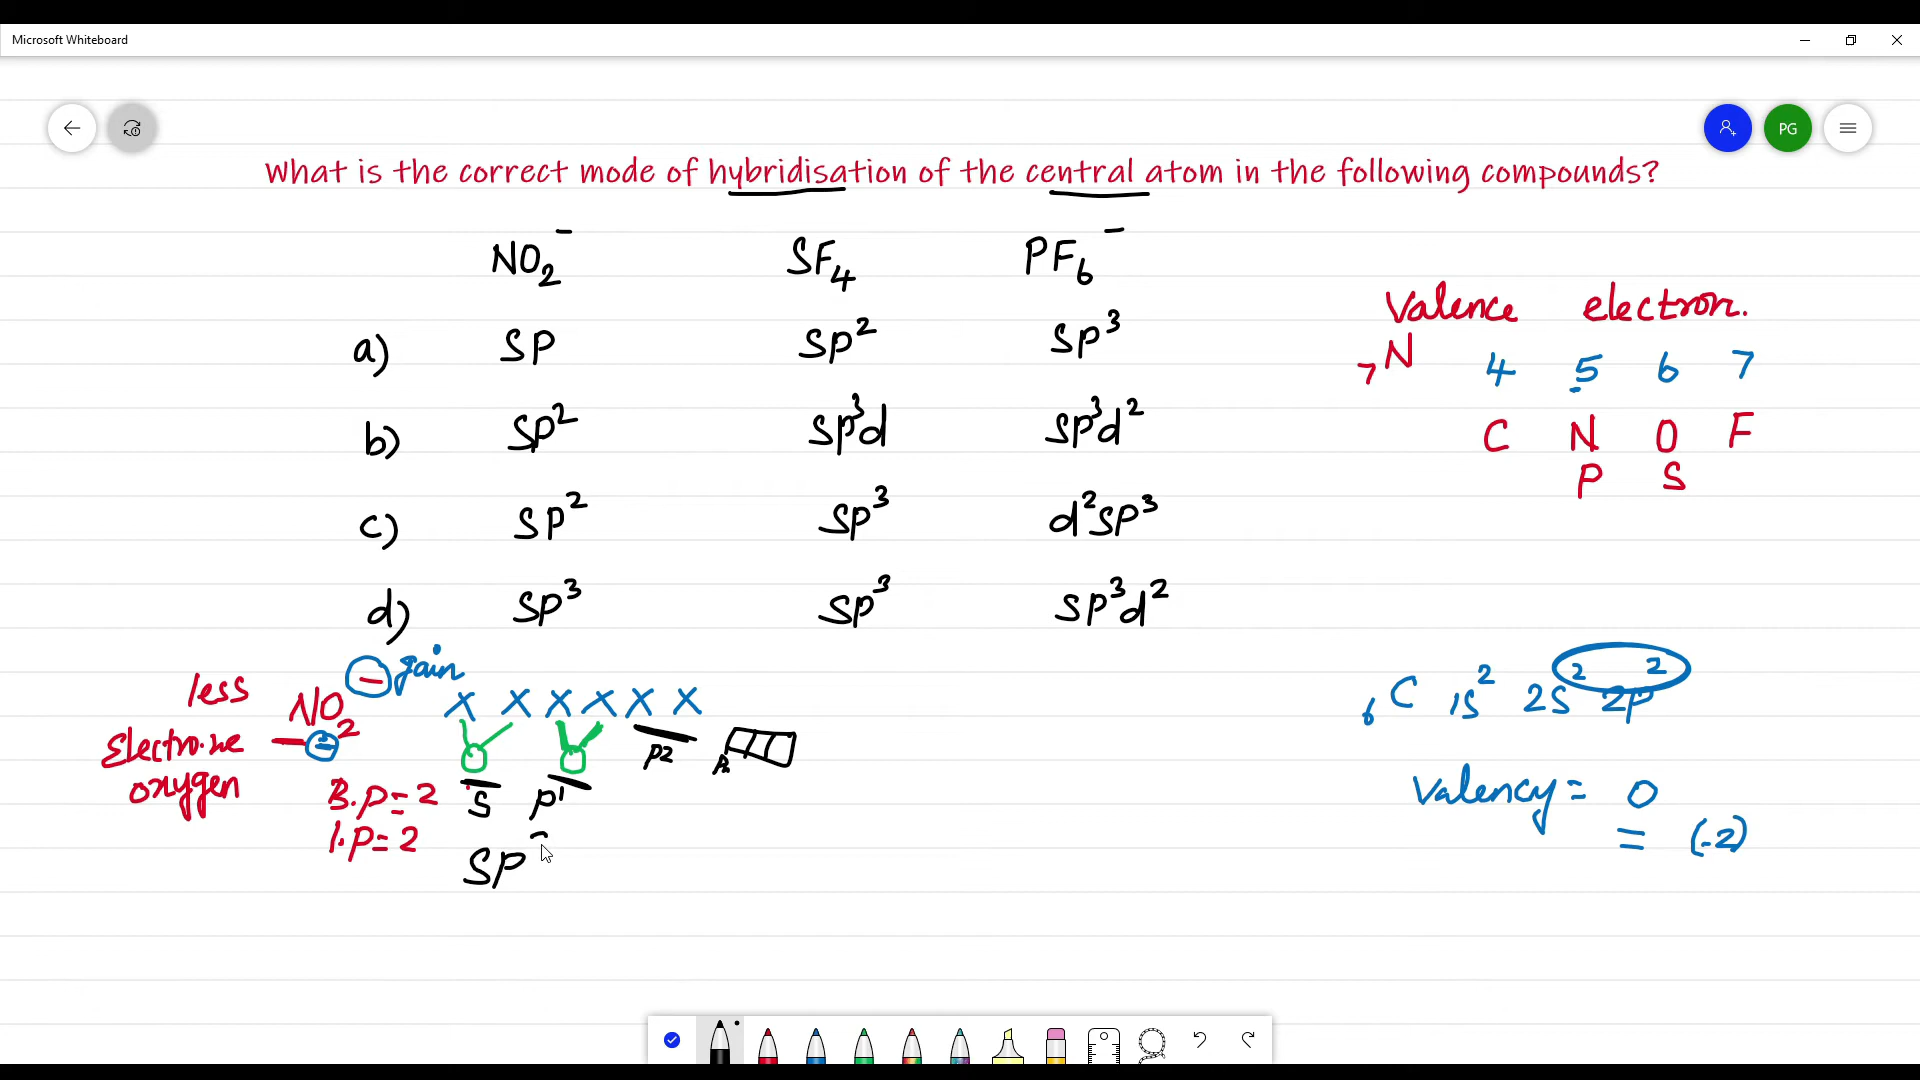 Microsoft Whiteboard
PG
What is the correct mode of hybridisation of the central atom in the following compounds?
NO₂⁻ SF₄ PF₆⁻
a) SP SP² SP³
b) SP² SP³d SP³d²
c) SP² SP³ d²SP³
d) SP³ SP³ SP³d²
Valence electron.
₇N 4 5 6 7
C N O F
P S
less NO₂ − gain X X X X X X
Electro.ne
oxygen
B.P = 2
l.P = 2
S P¹ P2
SP
₆C 1S² 2S² 2P²
Valency = 0
= (-2)